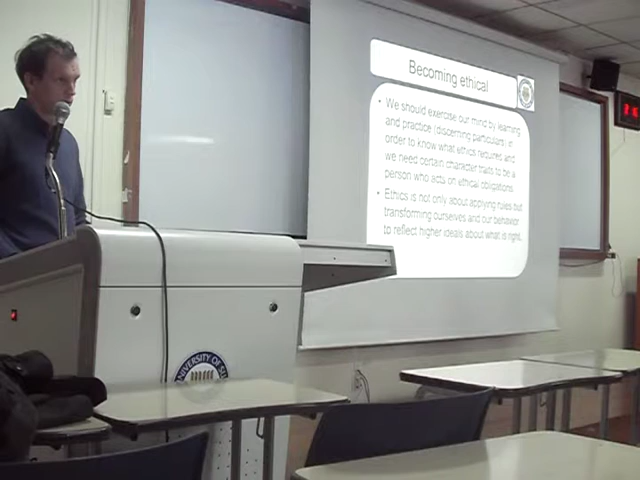 Becoming ethical
• We should exercise our mind by learning
and practice (discerning particulars) in
order to know what ethics requires and
we need certain character traits to be a
person who acts on ethical obligations.
• Ethics is not only about applying rules but
transforming ourselves and our behavior
to reflect higher ideals about what is right.
UNIVERSITY OF